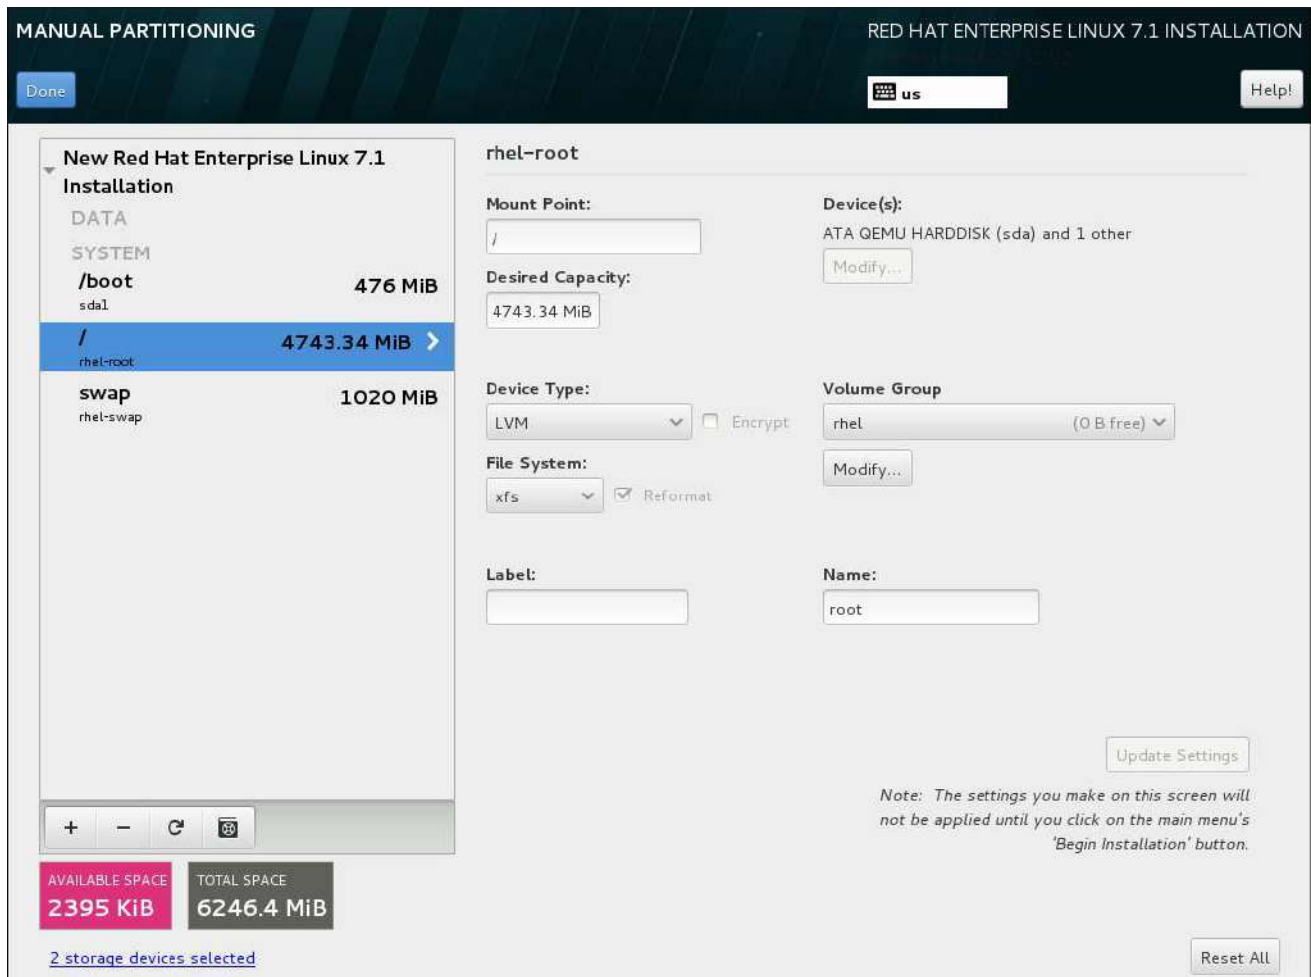 MANUAL PARTITIONING
RED HAT ENTERPRISE LINUX 7.1 INSTALLATION
Done
us
Help!
New Red Hat Enterprise Linux 7.1
Installation
DATA
SYSTEM
/boot
476 MiB
sda1
/
4743.34 MiB
rhel-root
swap
1020 MiB
rhel-swap
rhel-root
Mount Point:
/
Desired Capacity:
4743.34 MiB
Device(s):
ATA QEMU HARDDISK (sda) and 1 other
Modify...
Device Type:
LVM
Encrypt
File System:
xfs
Reformat
Volume Group
rhel (0 B free)
Modify...
Label:
Name:
root
Update Settings
Note: The settings you make on this screen will
not be applied until you click on the main menu's
'Begin Installation' button.
+ −
AVAILABLE SPACE
2395 KiB
TOTAL SPACE
6246.4 MiB
2 storage devices selected
Reset All